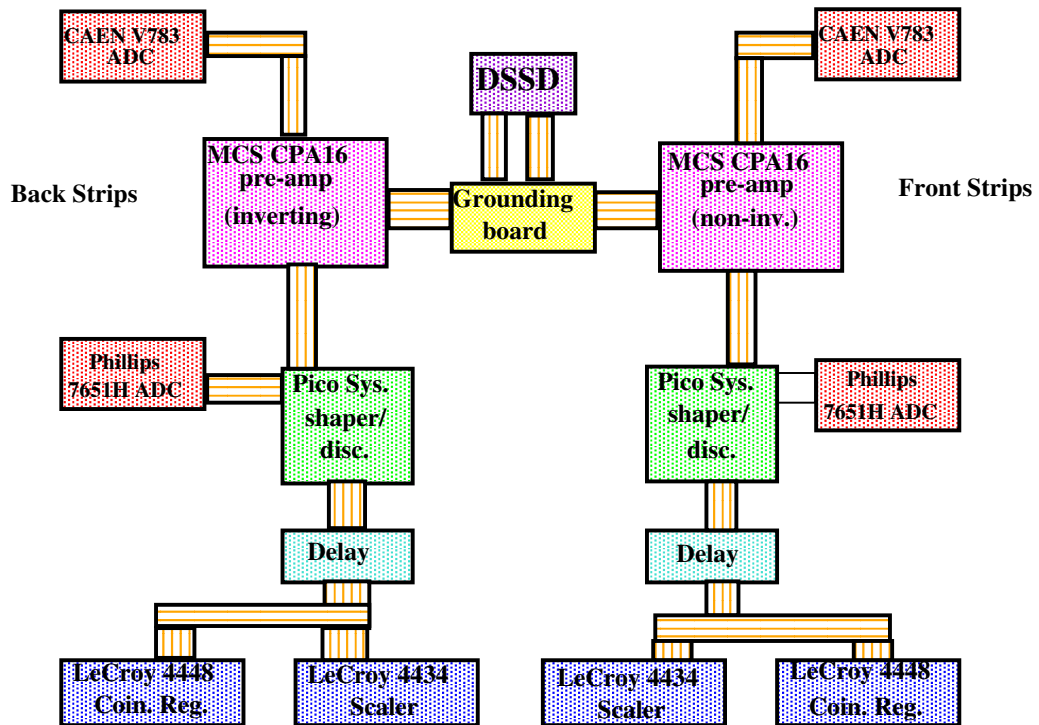 CAEN V783
ADC
CAEN V783
ADC
DSSD
Back Strips
MCS CPA16
pre-amp
(inverting)
Grounding
board
MCS CPA16
pre-amp
(non-inv.)
Front Strips
Phillips
7651H ADC
Pico Sys.
shaper/
disc.
Pico Sys.
shaper/
disc.
Phillips
7651H ADC
Delay
Delay
LeCroy 4448
Coin. Reg.
LeCroy 4434
Scaler
LeCroy 4434
Scaler
LeCroy 4448
Coin. Reg.